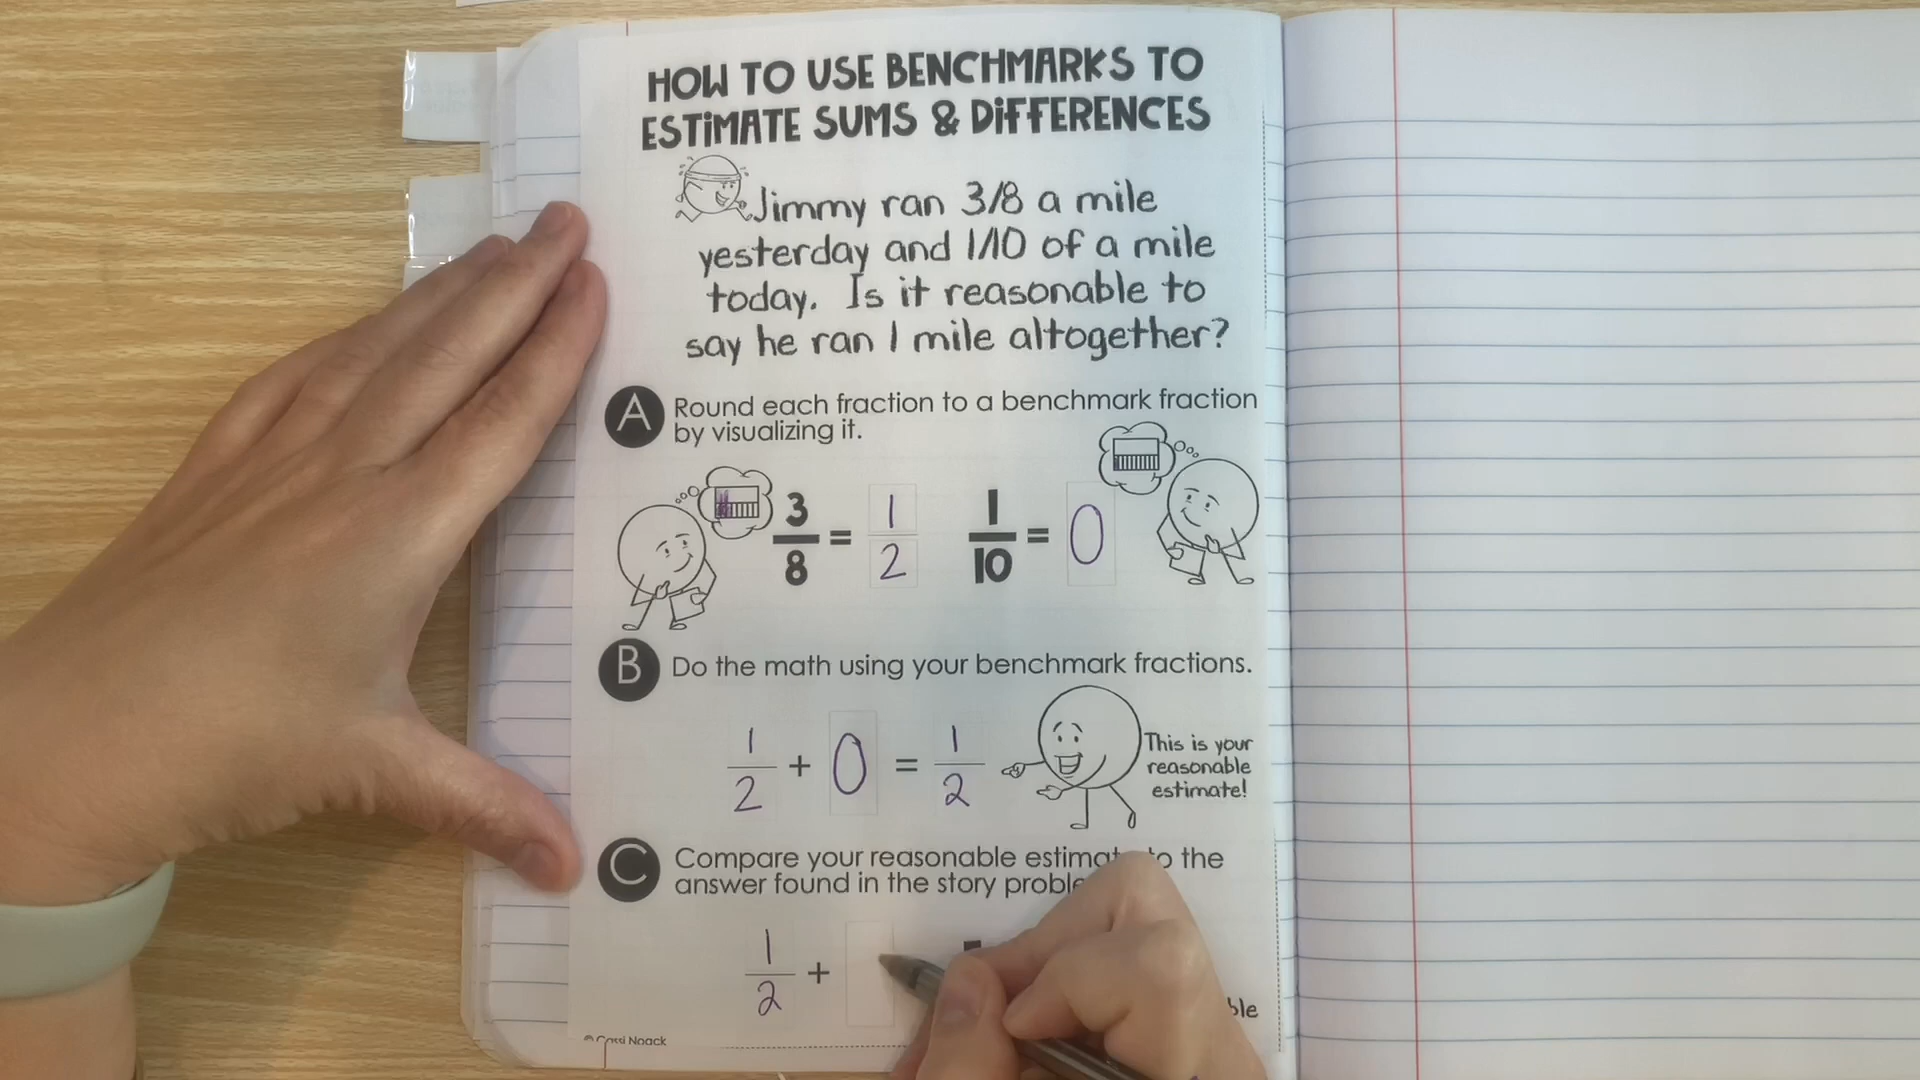 HOW TO USE BENCHMARKS TO
ESTiMATE SUMS & DiFFERENCES
Jimmy ran 3/8 a mile
yesterday and 1/10 of a mile
today. Is it reasonable to
say he ran 1 mile altogether?
A Round each fraction to a benchmark fraction
by visualizing it.
3/8 = 1/2 1/10 = 0
B Do the math using your benchmark fractions.
1/2 + 0 = 1/2
This is your
reasonable
estimate!
C Compare your reasonable to the
answer found in the story
1/2 +
Noack